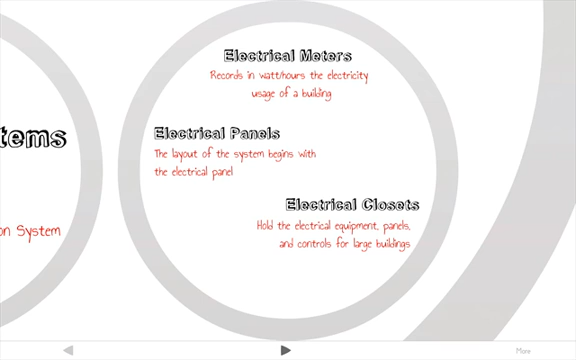 Electrical Meters
Records in watt/hours the electricity
usage of a building
tems
Electrical Panels
The layout of the system begins with
the electrical panel
Electrical Closets
on System
Hold the electrical equipment, panels,
and controls for large buildings
More